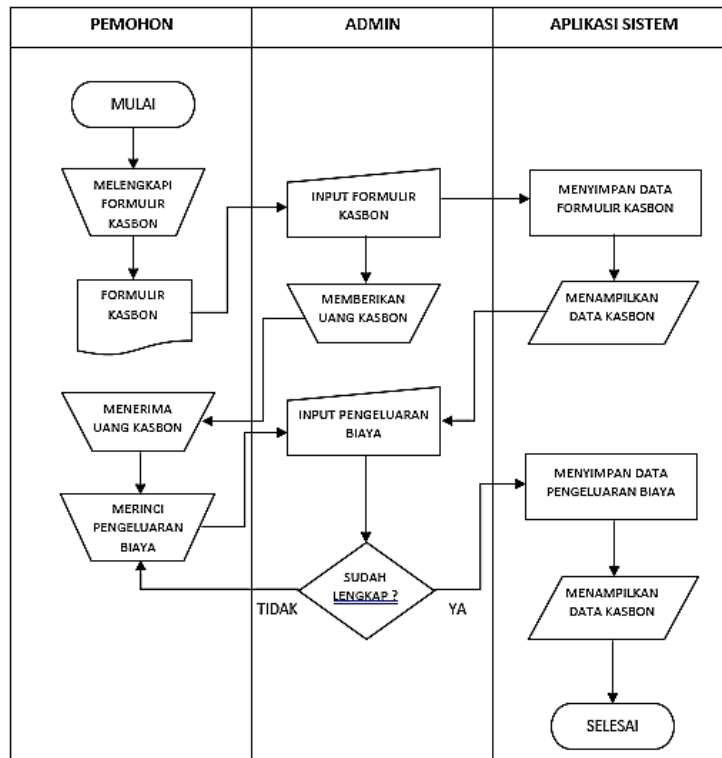 PEMOHON
ADMIN
APLIKASI SISTEM
MULAI
MELENGKAPI
FORMULIR
KASBON
FORMULIR
KASBON
INPUT FORMULIR
KASBON
MENYIMPAN DATA
FORMULIR KASBON
MEMBERIKAN
UANG KASBON
MENAMPILKAN
DATA KASBON
MENERIMA
UANG KASBON
INPUT PENGELUARAN
BIAYA
MERINCI
PENGELUARAN
BIAYA
SUDAH
LENGKAP ?
TIDAK
YA
MENYIMPAN DATA
PENGELUARAN BIAYA
MENAMPILKAN
DATA KASBON
SELESAI